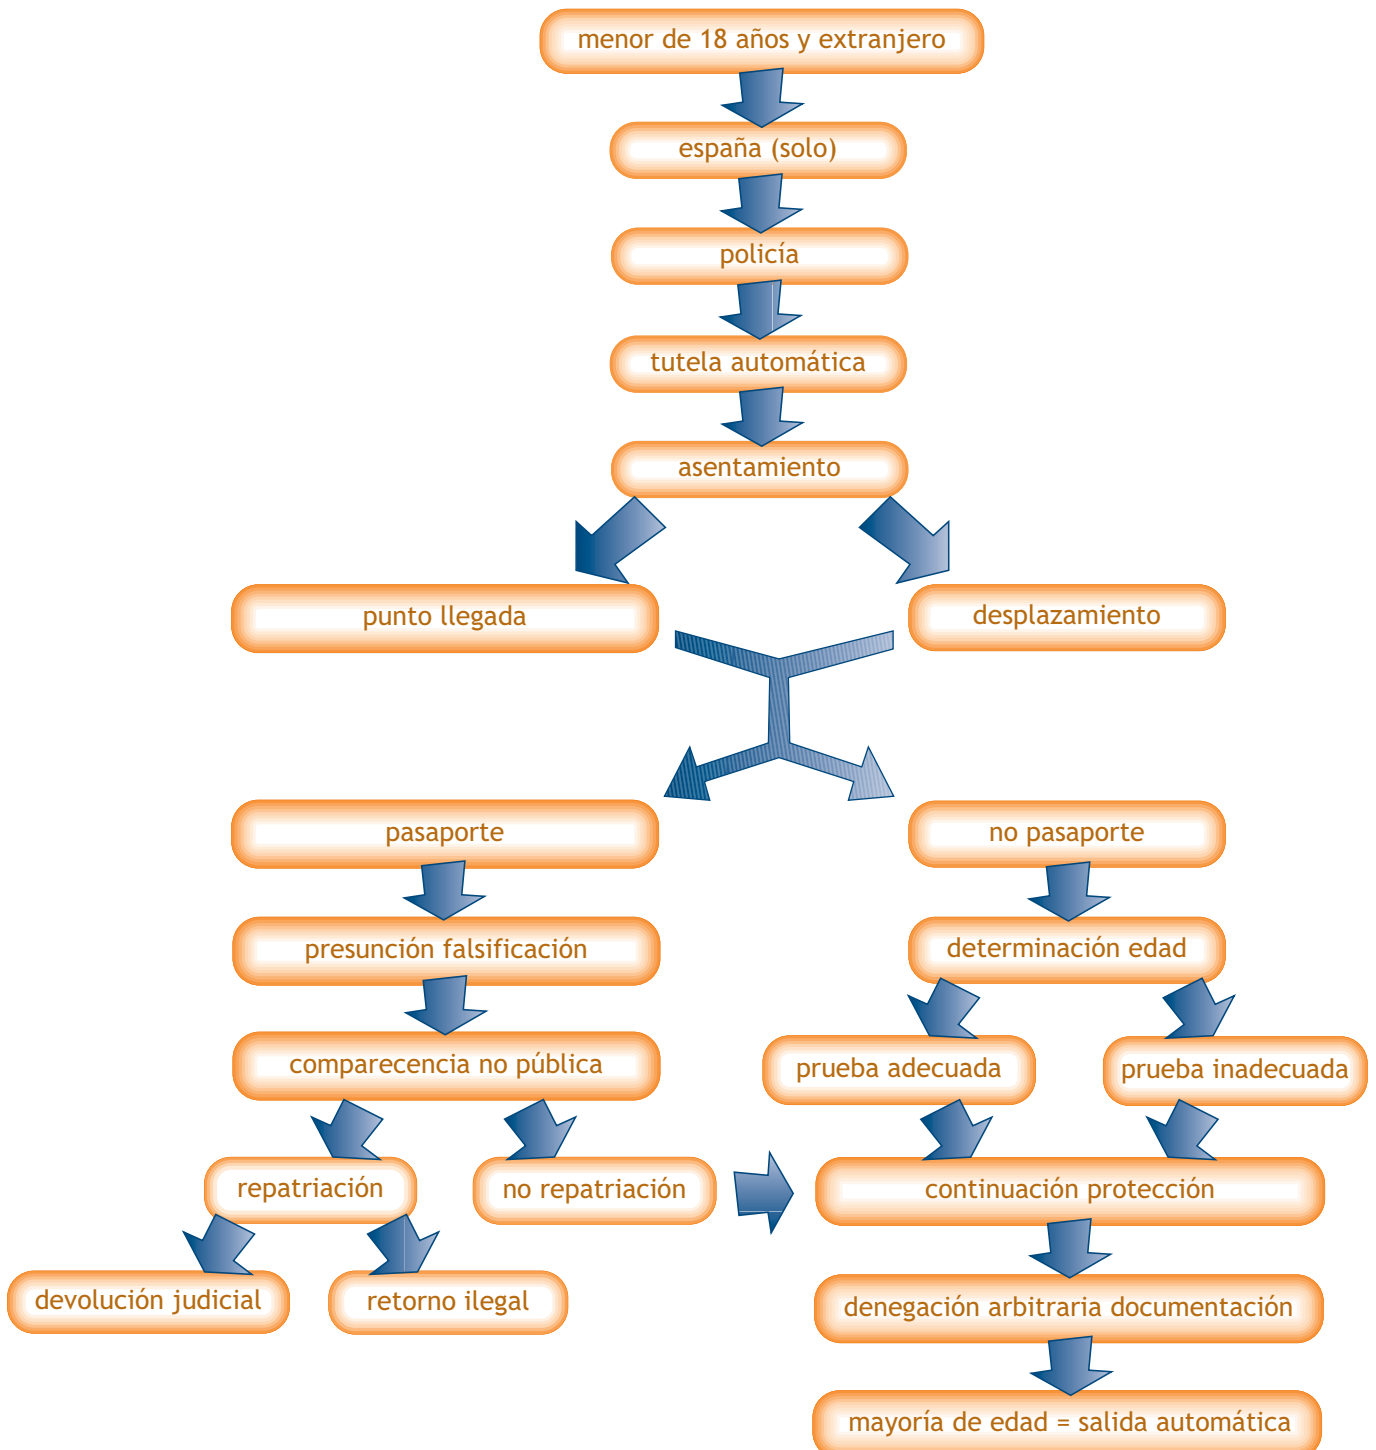 menor de 18 años y extranjero
españa (solo)
policía
tutela automática
asentamiento
punto llegada
desplazamiento
pasaporte
no pasaporte
presunción falsificación
determinación edad
comparecencia no pública
prueba adecuada
prueba inadecuada
repatriación
no repatriación
continuación protección
devolución judicial
retorno ilegal
denegación arbitraria documentación
mayoría de edad = salida automática